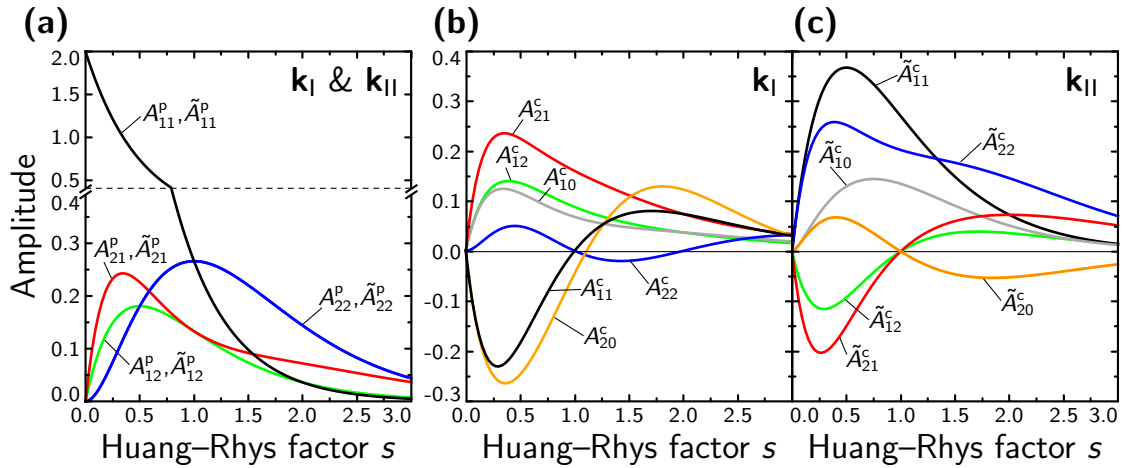 (a)
k_I & k_II
2.0
1.5
1.0
0.5
0.4
0.3
0.2
0.1
0.0
A^P_11, Ã^P_11
A^P_21, Ã^P_21
A^P_12, Ã^P_12
A^P_22, Ã^P_22
Amplitude
0.0 0.5 1.0 1.5 2.0 2.5 3.0
Huang–Rhys factor s
(b)
k_I
0.4
0.3
0.2
0.1
0.0
-0.1
-0.2
-0.3
A^c_21
A^c_12
A^c_10
A^c_11
A^c_22
A^c_20
0.0 0.5 1.0 1.5 2.0
Huang–Rhys factor s
(c)
k_II
Ã^c_11
Ã^c_22
Ã^c_10
Ã^c_20
Ã^c_12
Ã^c_21
0.0 0.5 1.0 1.5 2.0 2.5 3.0
Huang–Rhys factor s